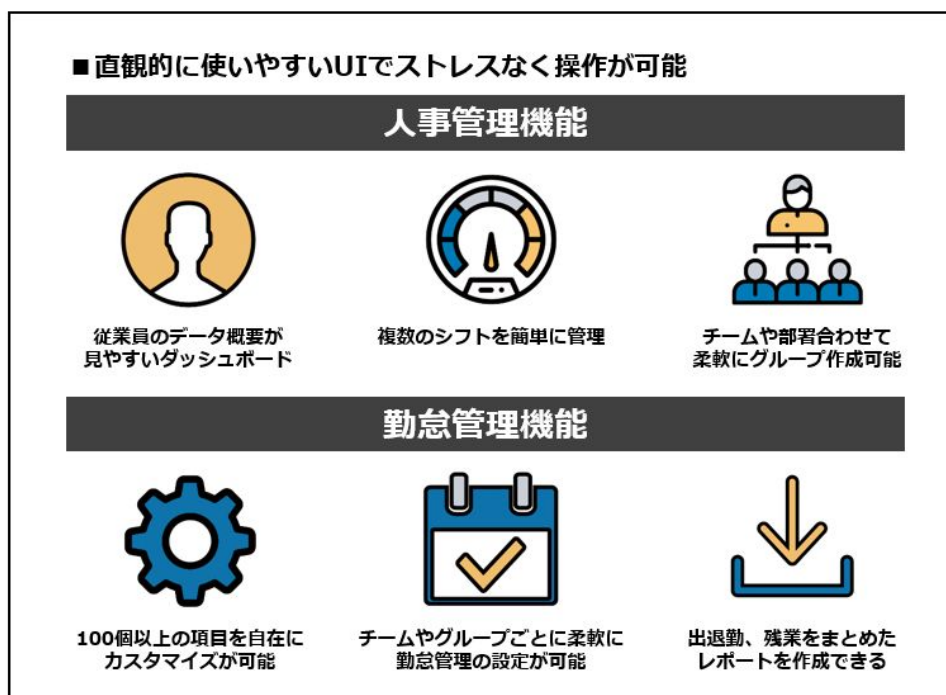 ■直観的に使いやすいUIでストレスなく操作が可能
人事管理機能
従業員のデータ概要が
見やすいダッシュボード
複数のシフトを簡単に管理
チームや部署合わせて
柔軟にグループ作成可能
勤怠管理機能
100個以上の項目を自在に
カスタマイズが可能
チームやグループごとに柔軟に
勤怠管理の設定が可能
出退勤、残業をまとめた
レポートを作成できる